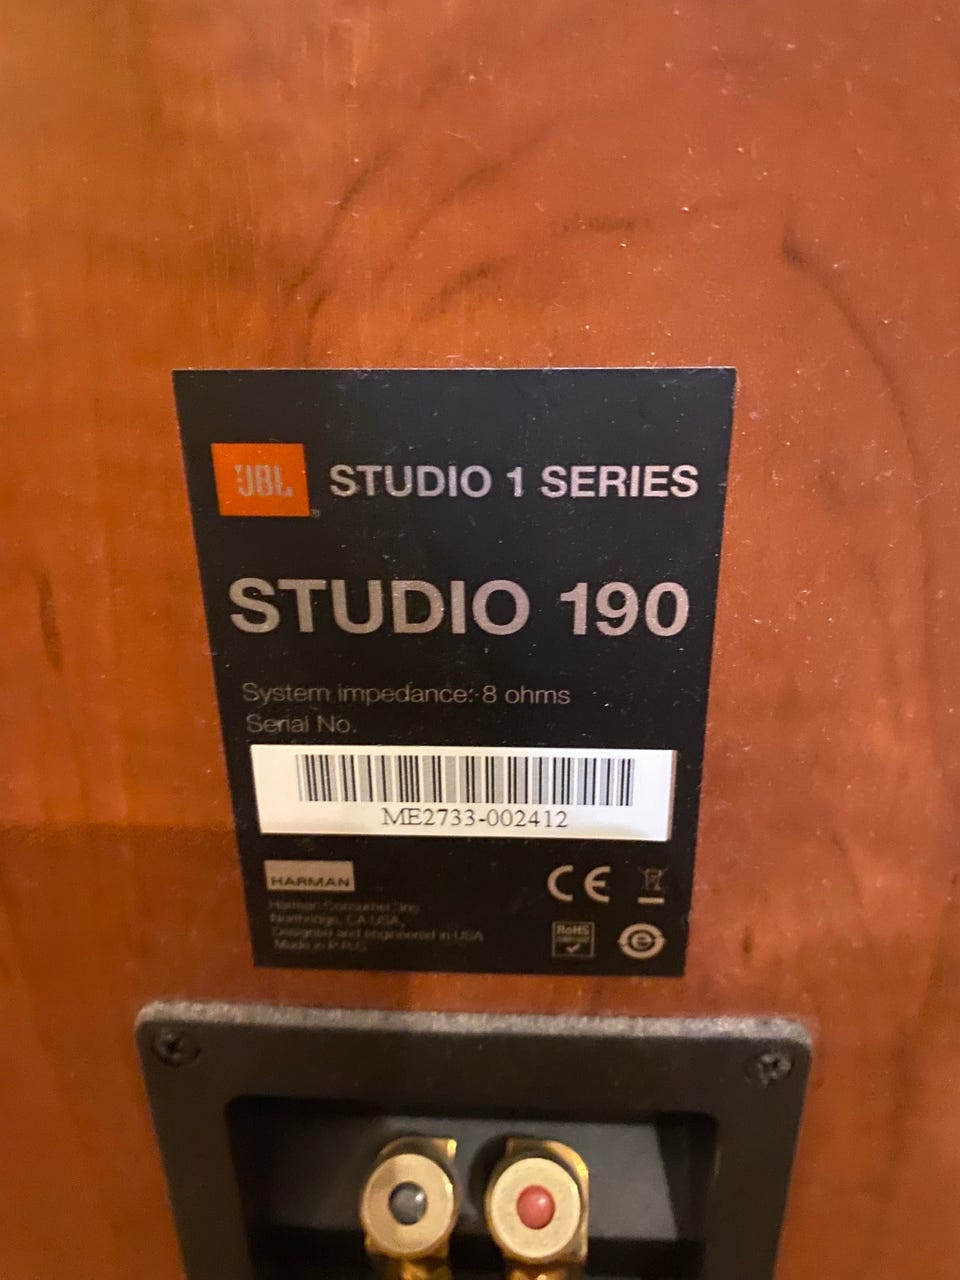 JBL
STUDIO 1 SERIES
STUDIO 190
System impedance: 8 ohms
Serial No.
ME2733-002412
HARMAN
Harman Consumer, Inc.
Northridge, CA USA
Designed and engineered in USA
Made in P.R.C.
CE
RoHS
e